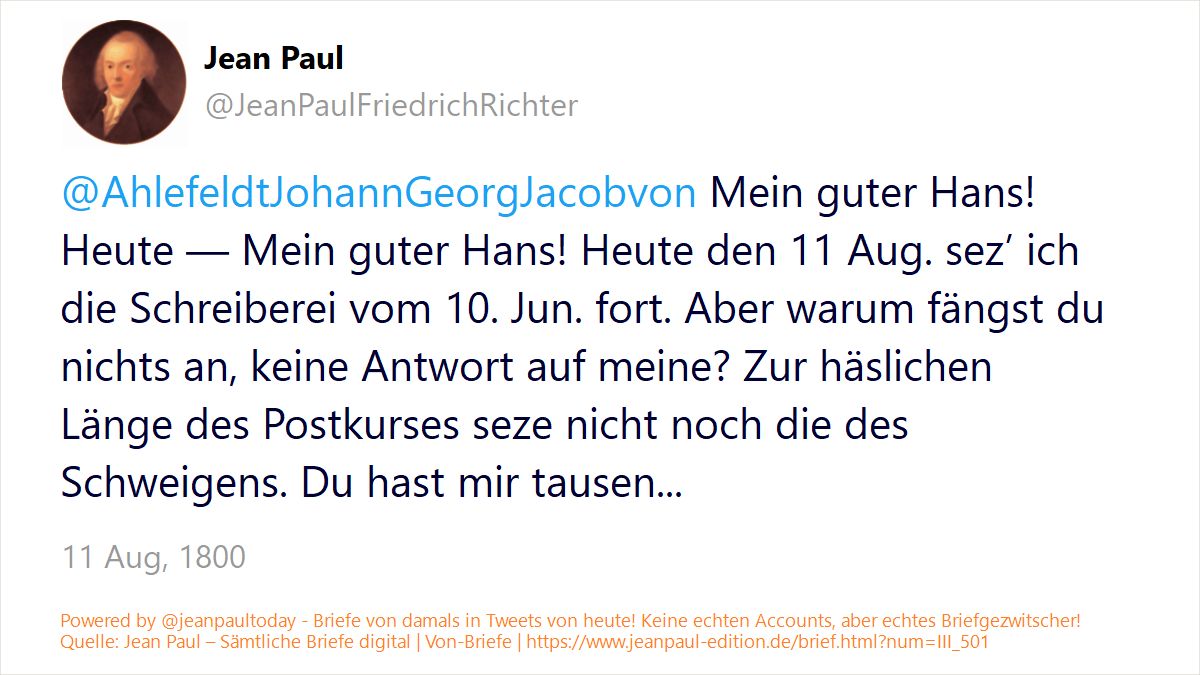 Jean Paul
@JeanPaulFriedrichRichter
@AhlefeldtJohannGeorgJacobvon Mein guter Hans!
Heute — Mein guter Hans! Heute den 11 Aug. sez’ ich
die Schreiberei vom 10. Jun. fort. Aber warum fängst du
nichts an, keine Antwort auf meine? Zur häslichen
Länge des Postkurses seze nicht noch die des
Schweigens. Du hast mir tausen...
11 Aug, 1800
Powered by @jeanpaultoday - Briefe von damals in Tweets von heute! Keine echten Accounts, aber echtes Briefgezwitscher!
Quelle: Jean Paul – Sämtliche Briefe digital | Von-Briefe | https://www.jeanpaul-edition.de/brief.html?num=III_501